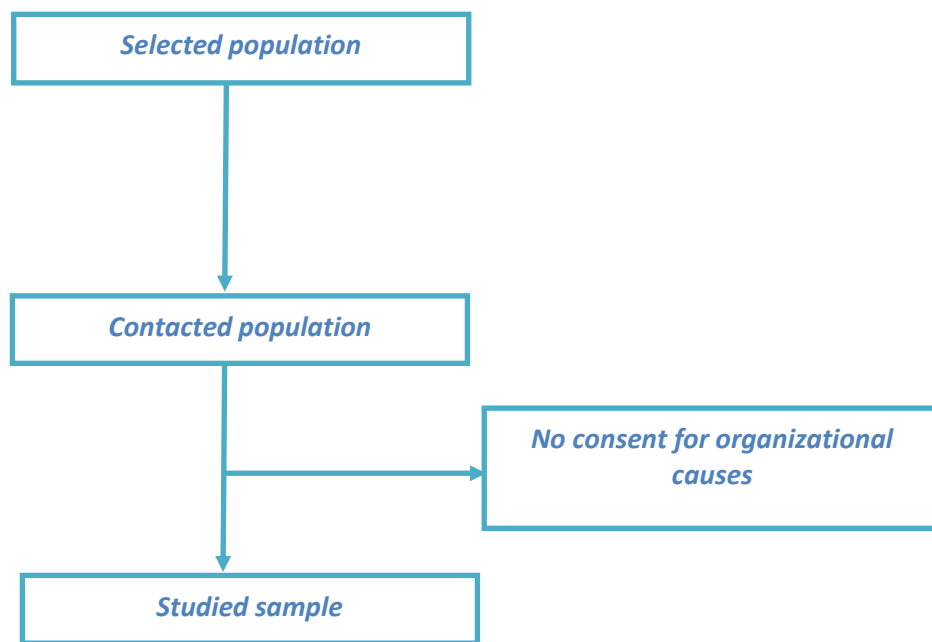 Selected population
Contacted population
No consent for organizational
causes
Studied sample